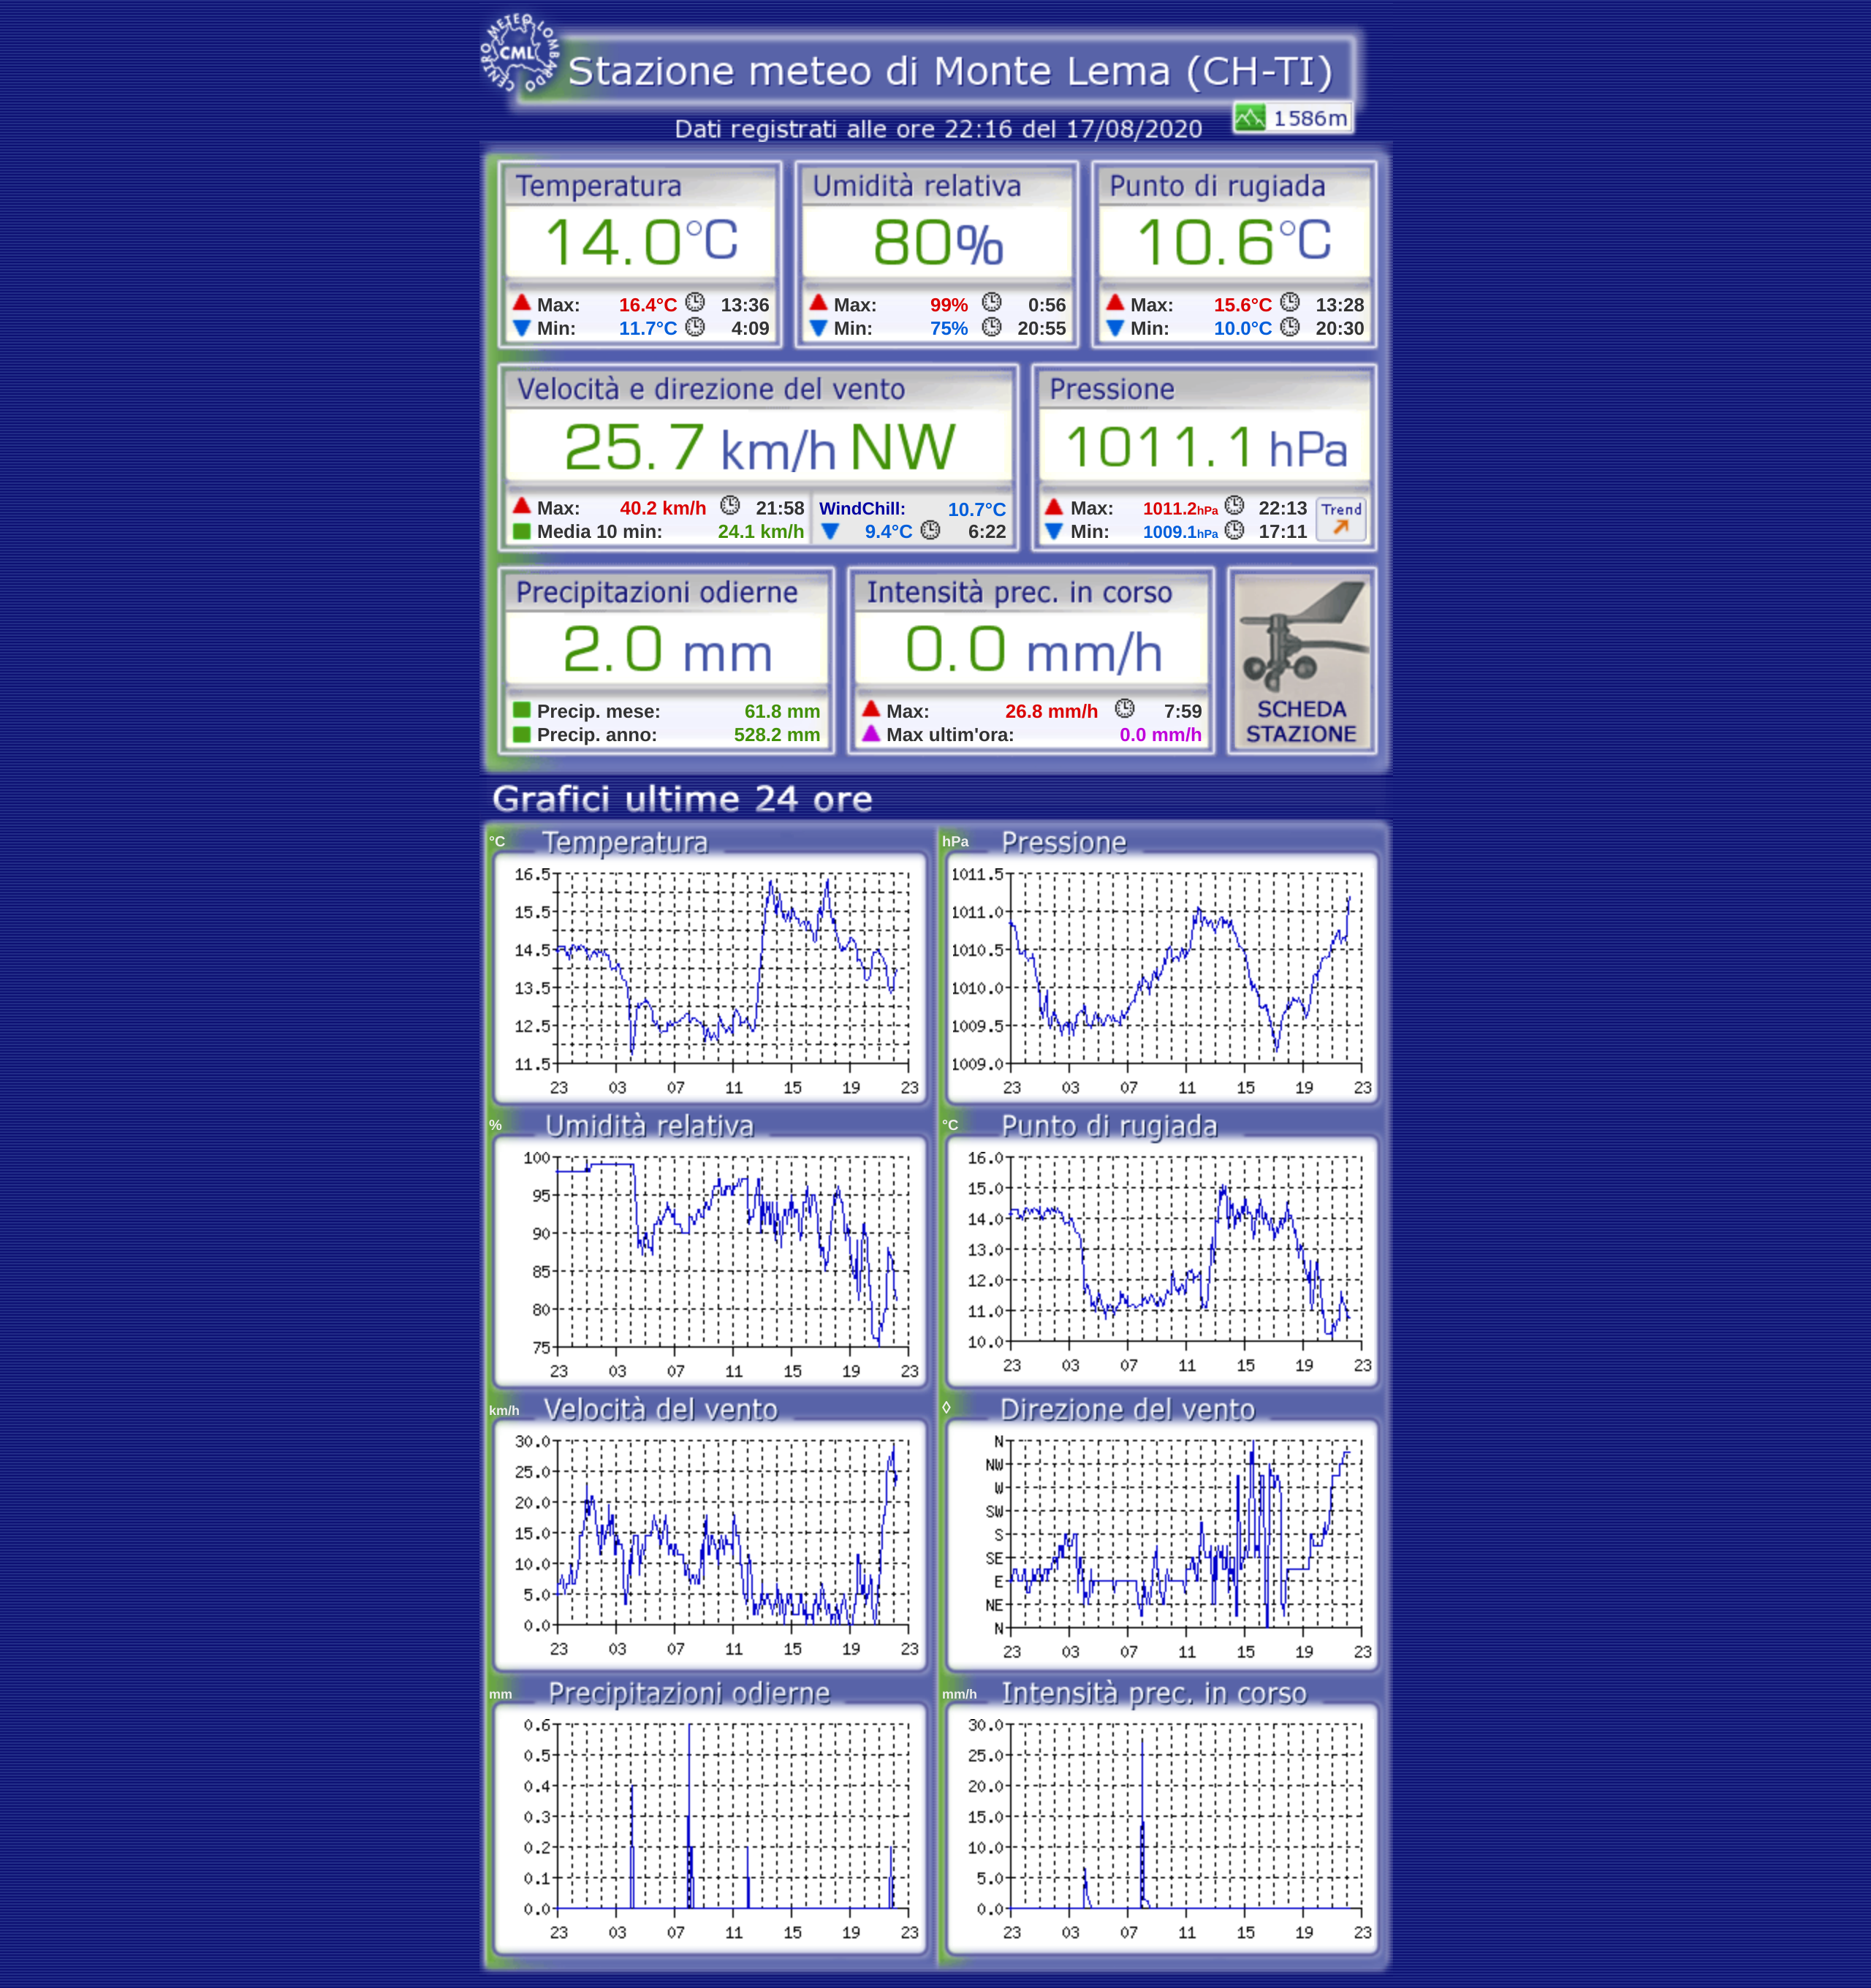 CENTRO METEO LOMBARDO
CML
Stazione meteo di Monte Lema (CH-TI)
1586m
Dati registrati alle ore 22:16 del 17/08/2020
Temperatura
14.0°C
Max: 16.4°C 13:36
Min: 11.7°C 4:09
Umidità relativa
80%
Max: 99% 0:56
Min: 75% 20:55
Punto di rugiada
10.6°C
Max: 15.6°C 13:28
Min: 10.0°C 20:30
Velocità e direzione del vento
25.7 km/h NW
Max: 40.2 km/h 21:58
Media 10 min: 24.1 km/h
WindChill: 10.7°C
9.4°C 6:22
Pressione
1011.1 hPa
Max: 1011.2hPa 22:13
Min: 1009.1hPa 17:11
Trend
Precipitazioni odierne
2.0 mm
Precip. mese: 61.8 mm
Precip. anno: 528.2 mm
Intensità prec. in corso
0.0 mm/h
Max: 26.8 mm/h 7:59
Max ultim'ora: 0.0 mm/h
SCHEDA
STAZIONE
Grafici ultime 24 ore
°C Temperatura
16.5
15.5
14.5
13.5
12.5
11.5
23 03 07 11 15 19 23
hPa Pressione
1011.5
1011.0
1010.5
1010.0
1009.5
1009.0
23 03 07 11 15 19 23
% Umidità relativa
100
95
90
85
80
75
23 03 07 11 15 19 23
°C Punto di rugiada
16.0
15.0
14.0
13.0
12.0
11.0
10.0
23 03 07 11 15 19 23
km/h Velocità del vento
30.0
25.0
20.0
15.0
10.0
5.0
0.0
23 03 07 11 15 19 23
◊ Direzione del vento
N
NW
W
SW
S
SE
E
NE
N
23 03 07 11 15 19 23
mm Precipitazioni odierne
0.6
0.5
0.4
0.3
0.2
0.1
0.0
23 03 07 11 15 19 23
mm/h Intensità prec. in corso
30.0
25.0
20.0
15.0
10.0
5.0
0.0
23 03 07 11 15 19 23